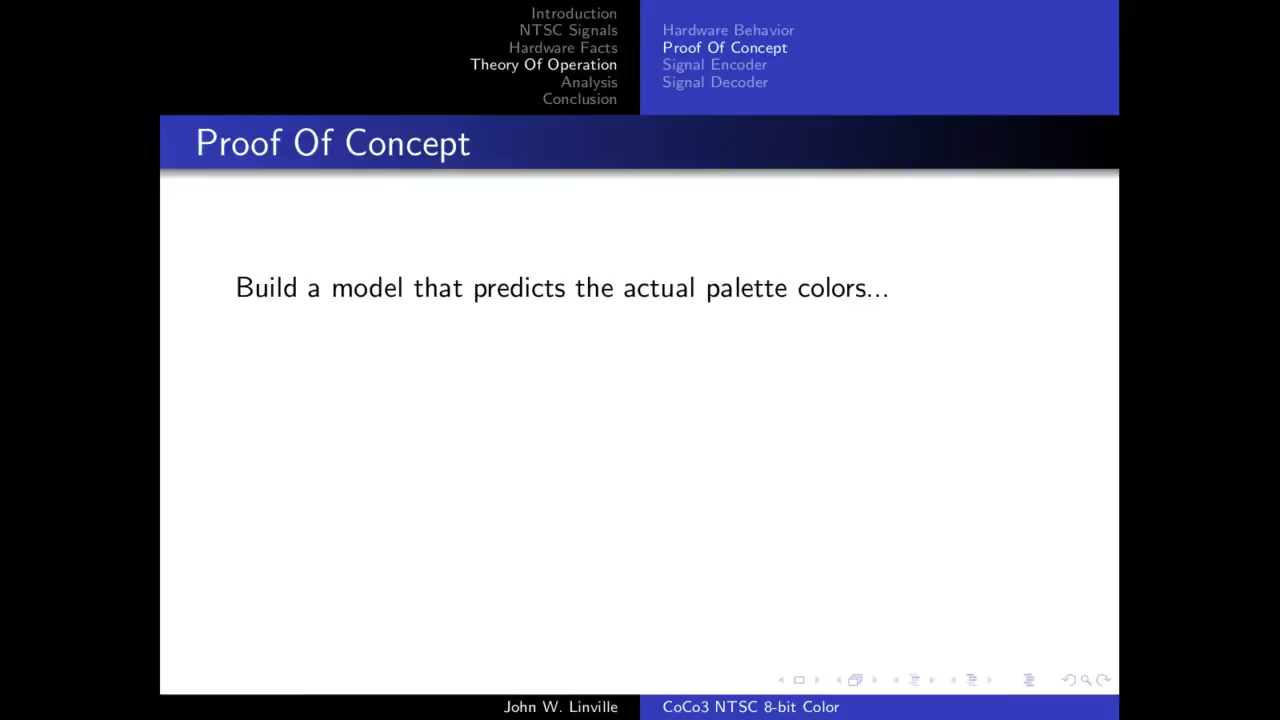 Introduction
NTSC Signals
Hardware Facts
Theory Of Operation
Analysis
Conclusion
Hardware Behavior
Proof Of Concept
Signal Encoder
Signal Decoder
Proof Of Concept
Build a model that predicts the actual palette colors...
John W. Linville
CoCo3 NTSC 8-bit Color